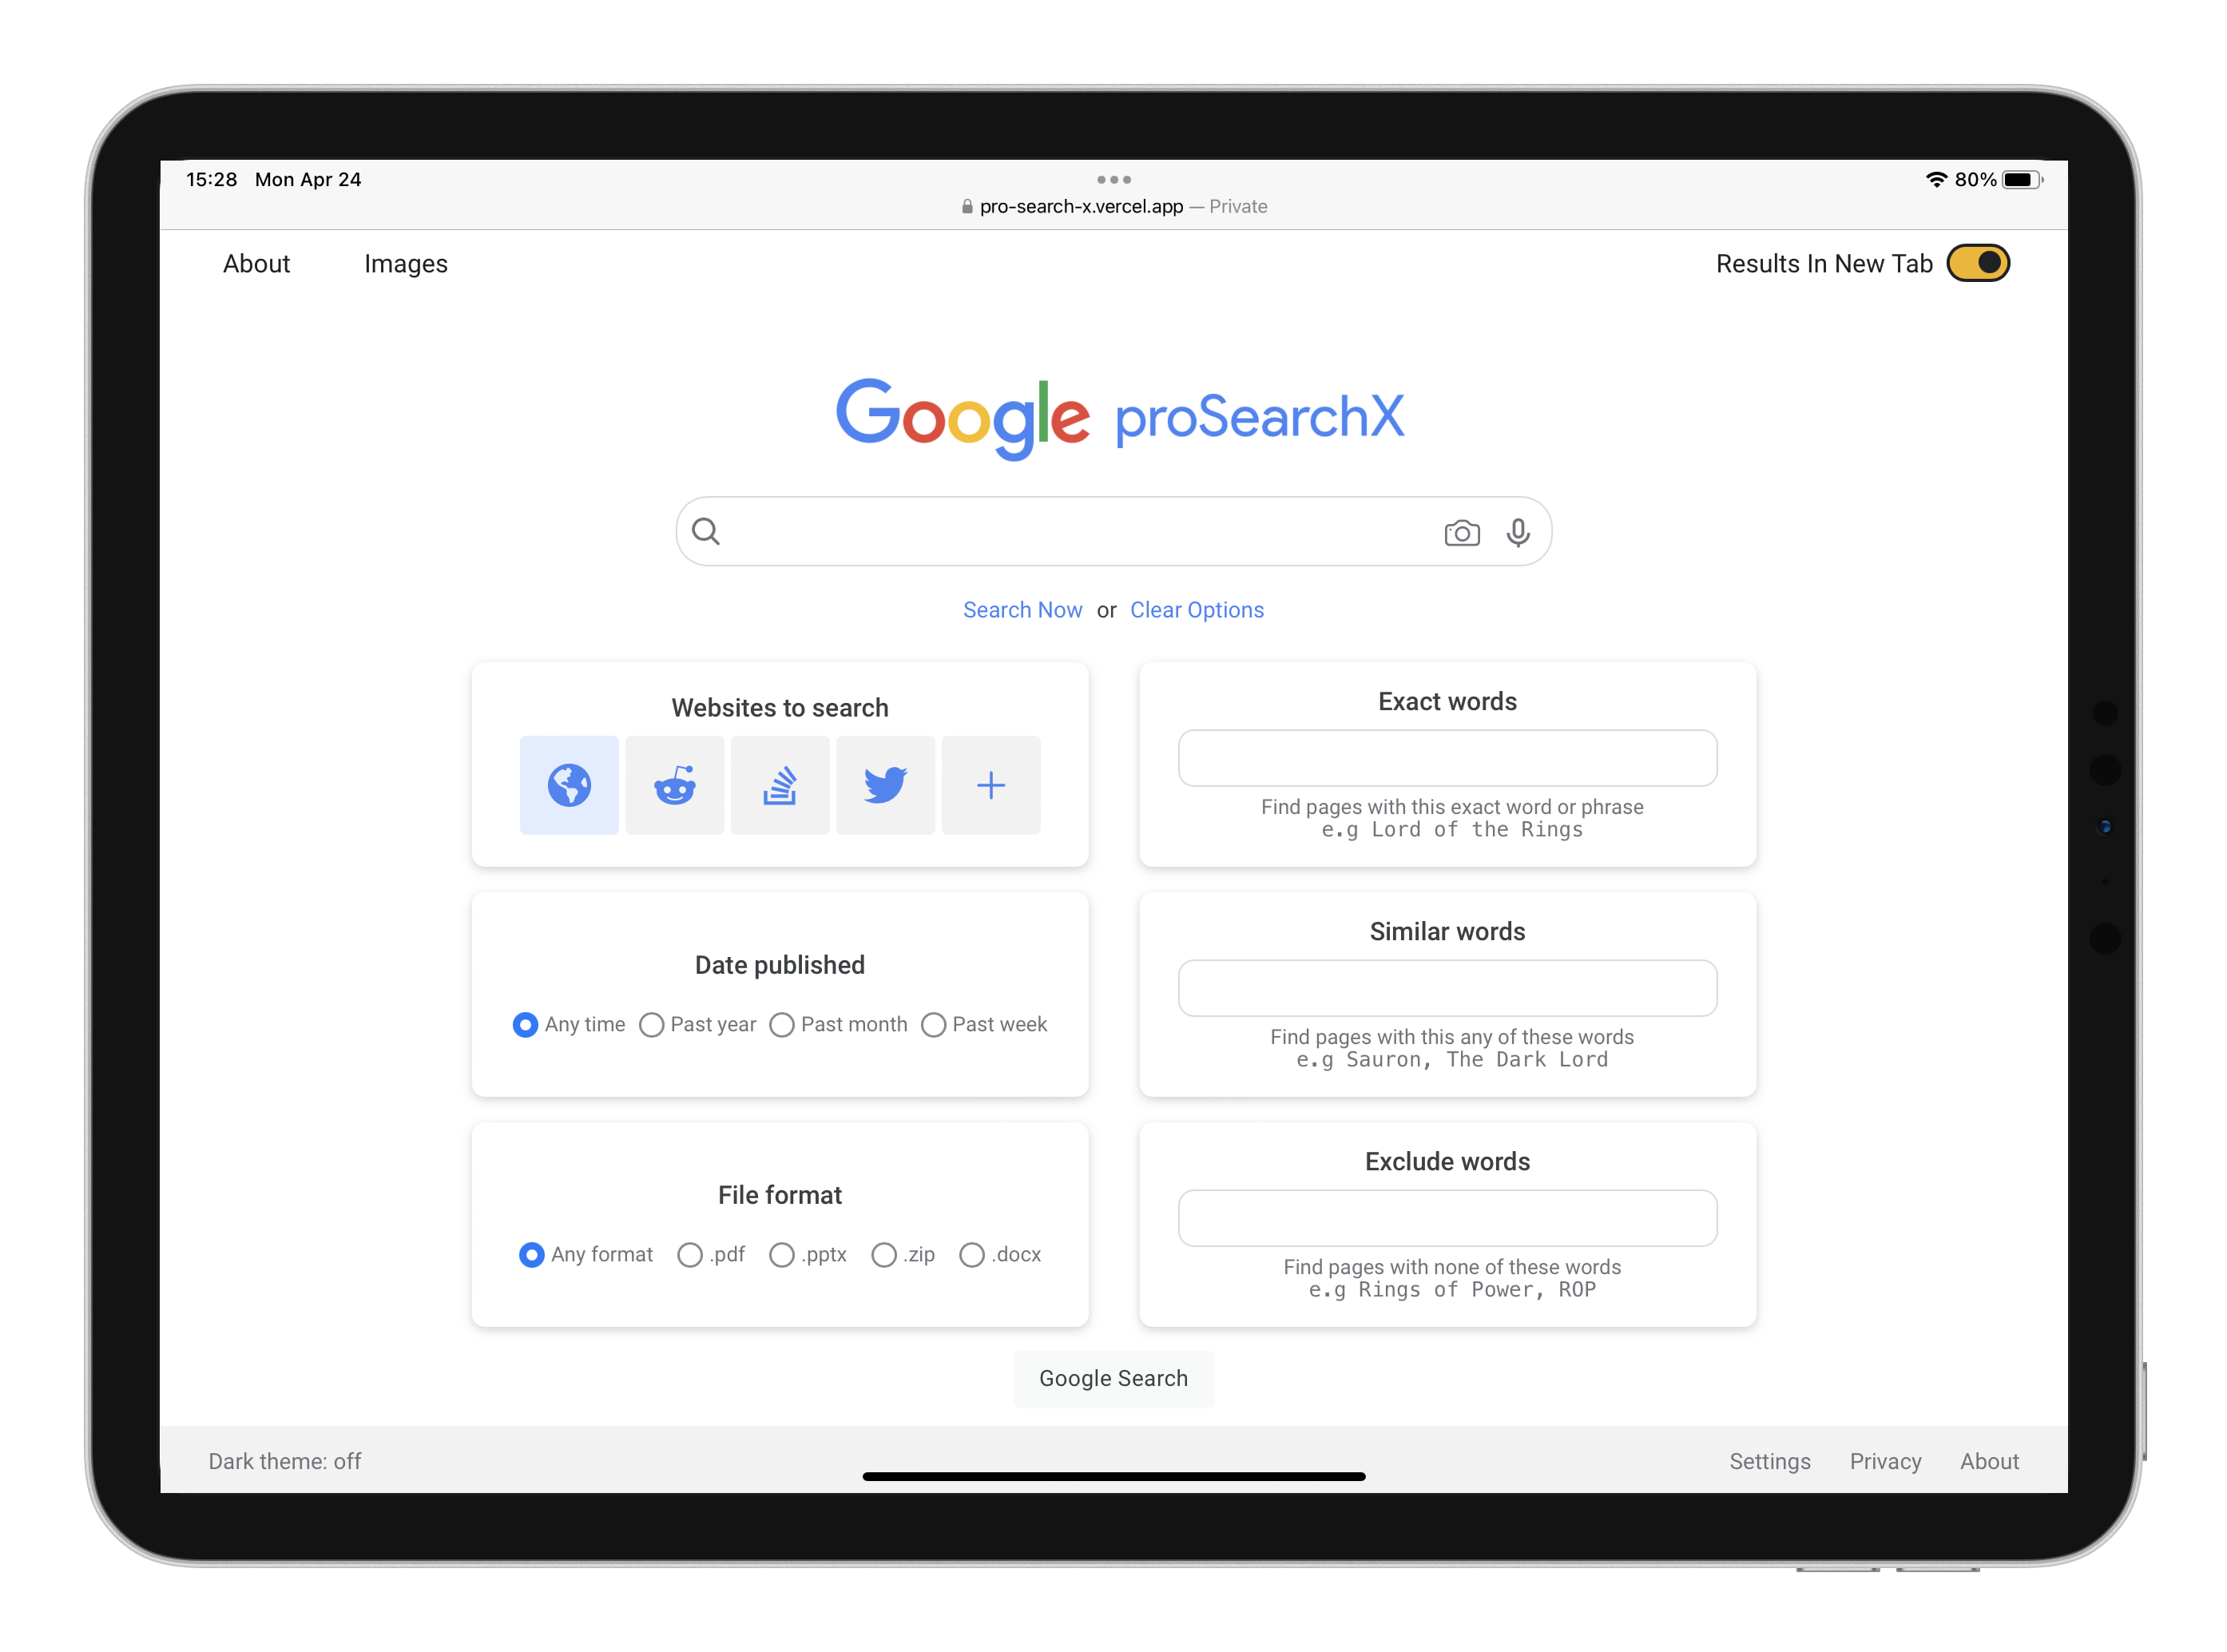 15:28 Mon Apr 24
80%
pro-search-x.vercel.app — Private
About Images Results In New Tab
Google proSearchX
Search Now or Clear Options
Websites to search
Exact words
Find pages with this exact word or phrase
e.g Lord of the Rings
Date published
Any time Past year Past month Past week
Similar words
Find pages with this any of these words
e.g Sauron, The Dark Lord
File format
Any format .pdf .pptx .zip .docx
Exclude words
Find pages with none of these words
e.g Rings of Power, ROP
Google Search
Dark theme: off Settings Privacy About